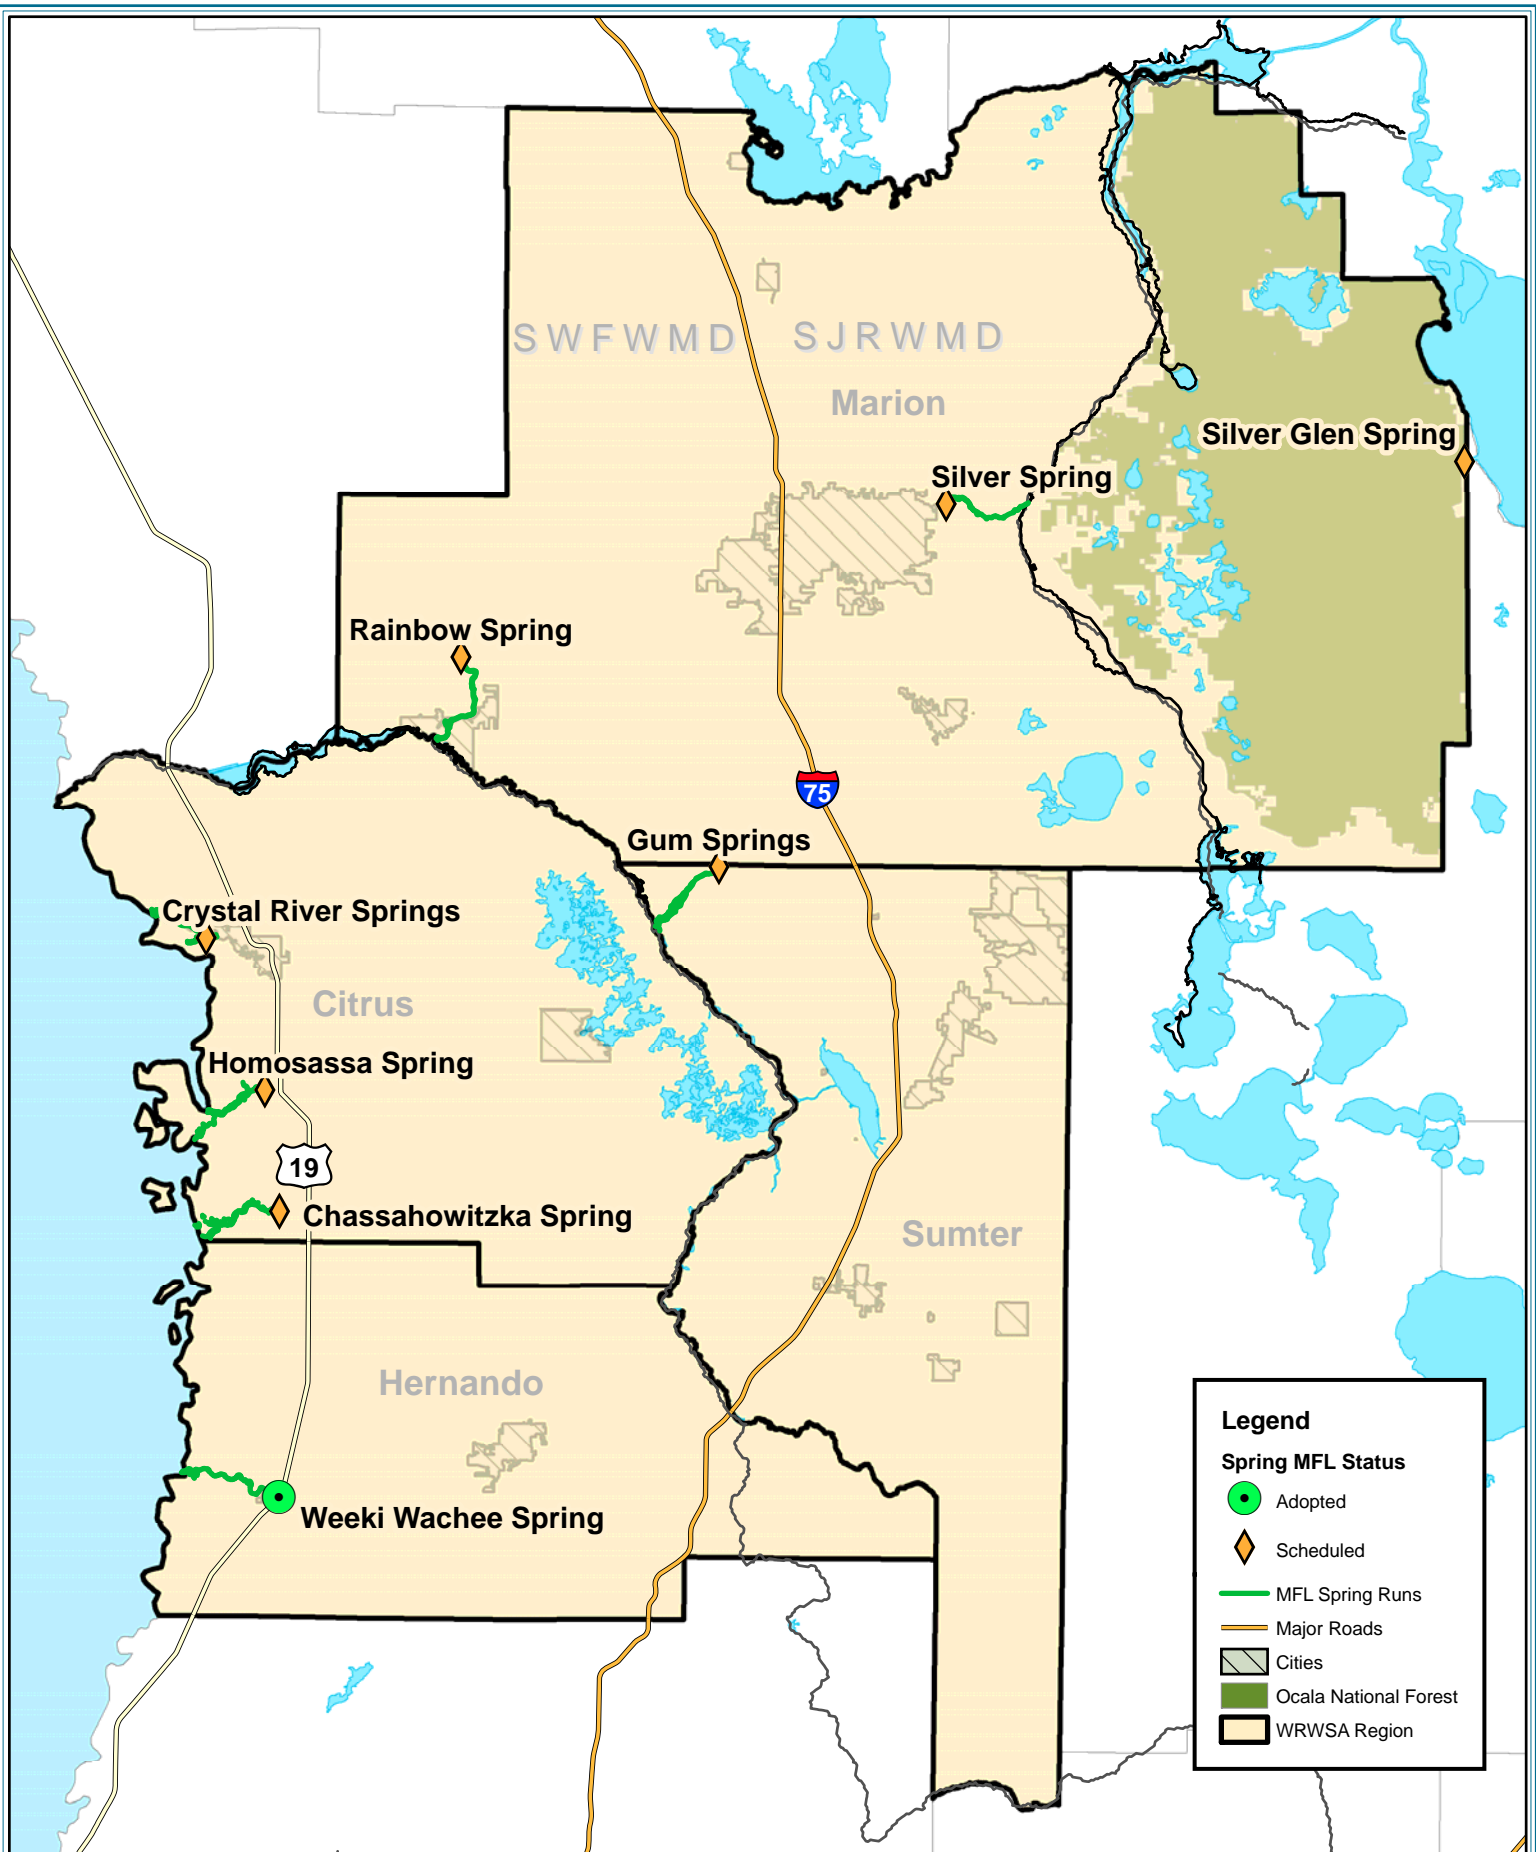 SWFWMD
SJRWMD
Marion
Silver Glen Spring
Silver Spring
Rainbow Spring
75
Gum Springs
Crystal River Springs
Citrus
Homosassa Spring
19
Chassahowitzka Spring
Sumter
Hernando
Weeki Wachee Spring
Legend
Spring MFL Status
Adopted
Scheduled
MFL Spring Runs
Major Roads
Cities
Ocala National Forest
WRWSA Region